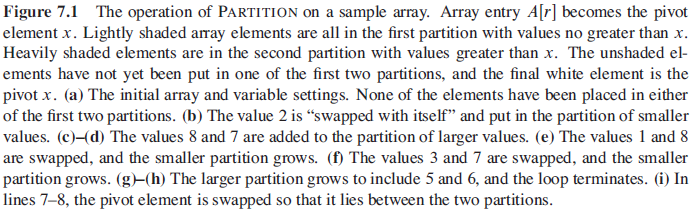 Figure 7.1 The operation of PARTITION on a sample array. Array entry A[r] becomes the pivot
element x. Lightly shaded array elements are all in the first partition with values no greater than x.
Heavily shaded elements are in the second partition with values greater than x. The unshaded el-
ements have not yet been put in one of the first two partitions, and the final white element is the
pivot x. (a) The initial array and variable settings. None of the elements have been placed in either
of the first two partitions. (b) The value 2 is “swapped with itself” and put in the partition of smaller
values. (c)–(d) The values 8 and 7 are added to the partition of larger values. (e) The values 1 and 8
are swapped, and the smaller partition grows. (f) The values 3 and 7 are swapped, and the smaller
partition grows. (g)–(h) The larger partition grows to include 5 and 6, and the loop terminates. (i) In
lines 7–8, the pivot element is swapped so that it lies between the two partitions.